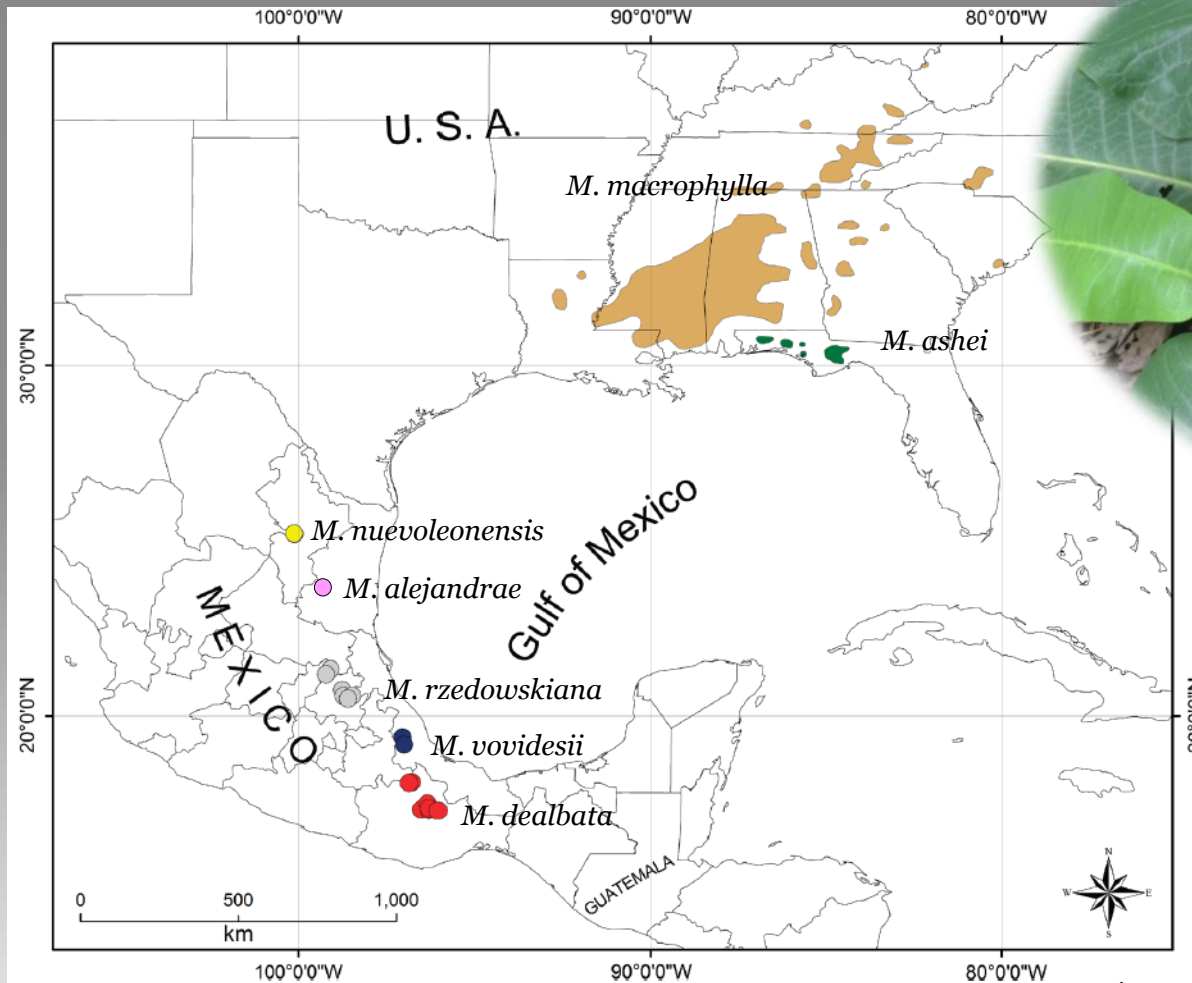 100°0'0"W
90°0'0"W
80°0'0"W
U. S. A.
M. macrophylla
M. ashei
30°0'0"N
Gulf of Mexico
M. nuevoleonensis
M. alejandrae
MEXICO
M. rzedowskiana
20°0'0"N
M. vovidesii
M. dealbata
GUATEMALA
N
W
E
S
0
500
1,000
km
100°0'0"W
90°0'0"W
80°0'0"W